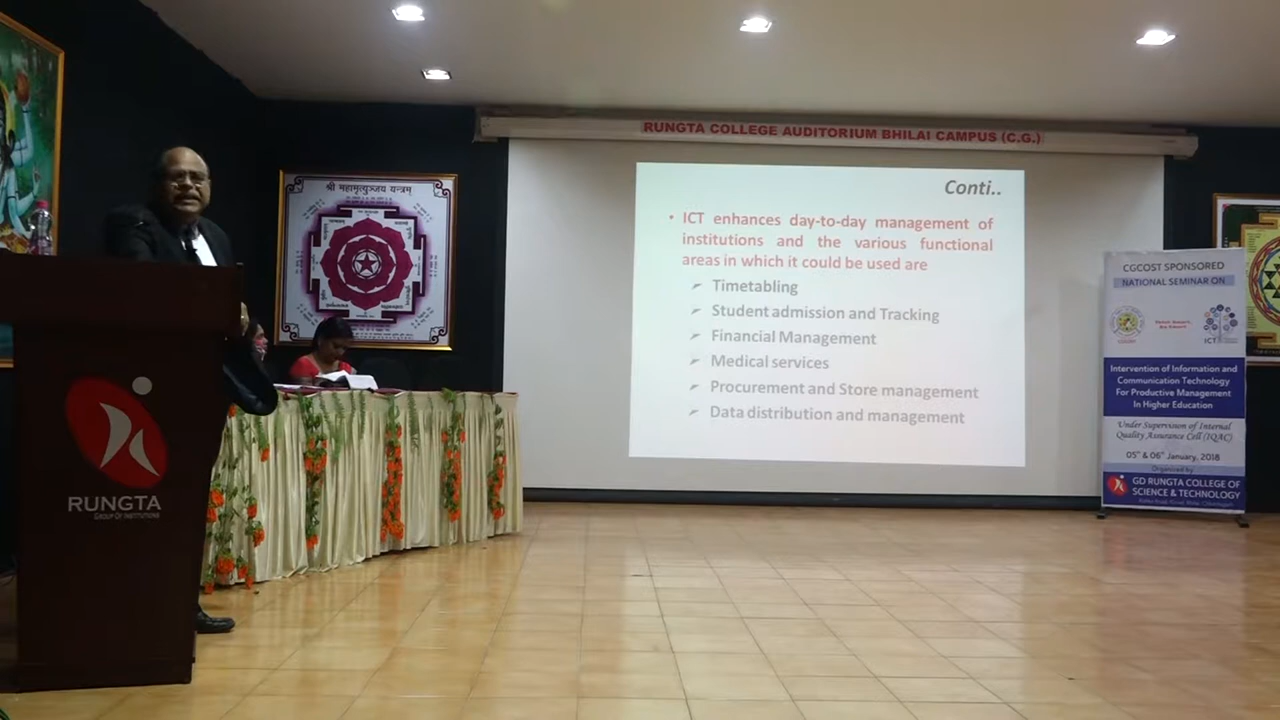 RUNGTA COLLEGE AUDITORIUM BHILAI CAMPUS (C.G.)
श्री महामृत्युञ्जय यन्त्रम्
Conti..
• ICT enhances day-to-day management of
institutions and the various functional
areas in which it could be used are
Timetabling
Student admission and Tracking
Financial Management
Medical services
Procurement and Store management
Data distribution and management
CGCOST SPONSORED
NATIONAL SEMINAR ON
ICT
Intervention of Information and
Communication Technology
For Productive Management
In Higher Education
Under Supervision of Internal
Quality Assurance Cell (IQAC)
05th & 06th January, 2018
Organized by
GD RUNGTA COLLEGE OF
SCIENCE & TECHNOLOGY
RUNGTA
GROUP OF INSTITUTIONS